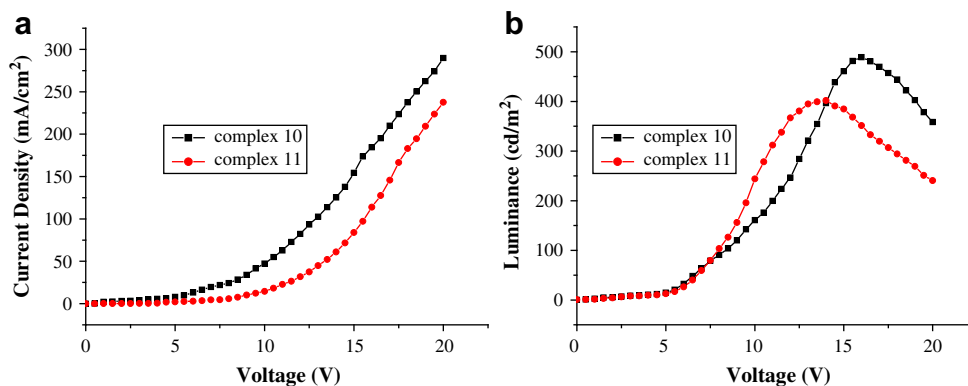 a
Current Density (mA/cm²)
300
250
200
150
100
50
0
complex 10
complex 11
0 5 10 15 20
Voltage (V)
b
Luminance (cd/m²)
500
400
300
200
100
0
complex 10
complex 11
0 5 10 15 20
Voltage (V)